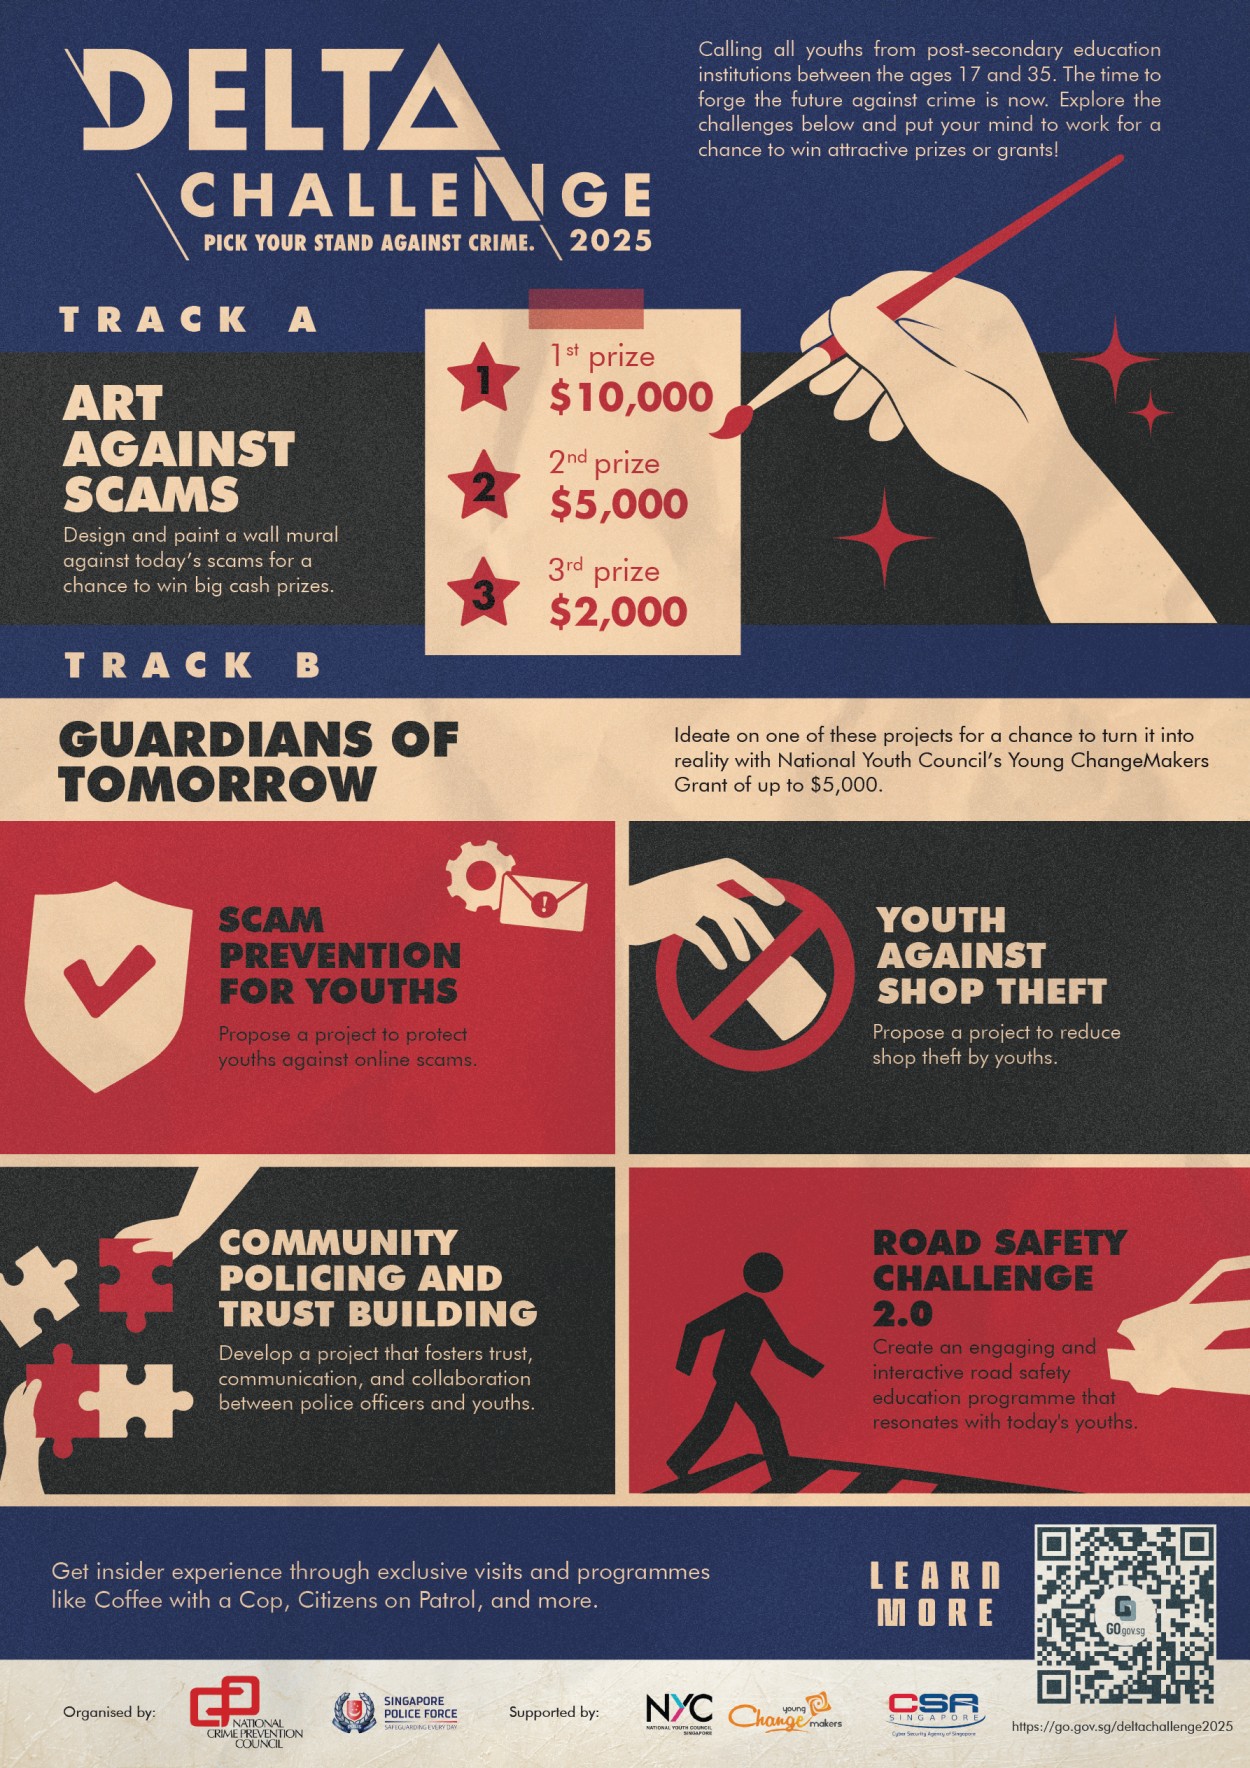 DELTA
CHALLENGE
PICK YOUR STAND AGAINST CRIME. 2025
Calling all youths from post-secondary education
institutions between the ages 17 and 35. The time to
forge the future against crime is now. Explore the
challenges below and put your mind to work for a
chance to win attractive prizes or grants!
TRACK A
ART
AGAINST
SCAMS
Design and paint a wall mural
against today's scams for a
chance to win big cash prizes.
1 1st prize
$10,000
2 2nd prize
$5,000
3 3rd prize
$2,000
TRACK B
GUARDIANS OF
TOMORROW
Ideate on one of these projects for a chance to turn it into
reality with National Youth Council's Young ChangeMakers
Grant of up to $5,000.
SCAM
PREVENTION
FOR YOUTHS
Propose a project to protect
youths against online scams.
!
YOUTH
AGAINST
SHOP THEFT
Propose a project to reduce
shop theft by youths.
COMMUNITY
POLICING AND
TRUST BUILDING
Develop a project that fosters trust,
communication, and collaboration
between police officers and youths.
ROAD SAFETY
CHALLENGE
2.0
Create an engaging and
interactive road safety
education programme that
resonates with today's youths.
Get insider experience through exclusive visits and programmes
like Coffee with a Cop, Citizens on Patrol, and more.
LEARN
MORE
GO.gov.sg
Organised by:
NATIONAL
CRIME PREVENTION
COUNCIL
SINGAPORE
POLICE FORCE
SAFEGUARDING EVERY DAY
Supported by:
NYC
NATIONAL YOUTH COUNCIL
SINGAPORE
young
Change makers
CSA
SINGAPORE
Cyber Security Agency of Singapore
https://go.gov.sg/deltachallenge2025